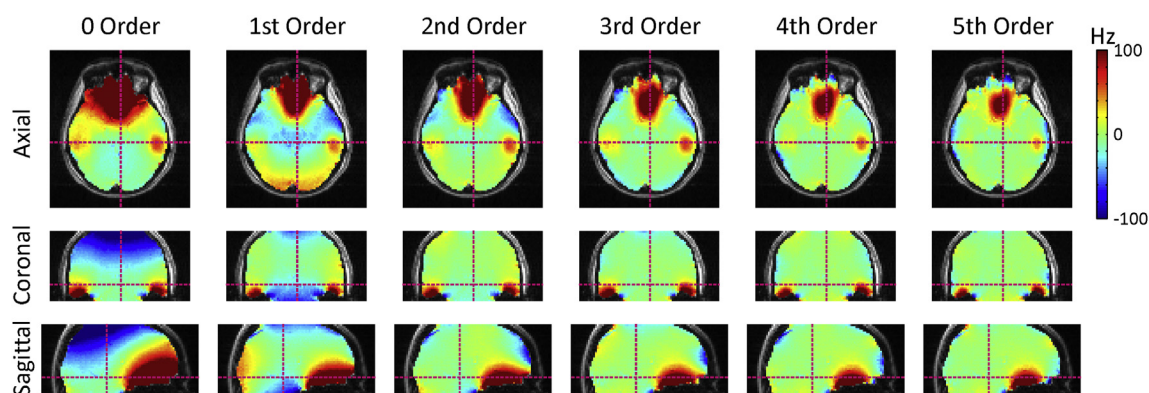 0 Order 1st Order 2nd Order 3rd Order 4th Order 5th Order
Hz
100
0
-100
Axial
Coronal
Sagittal